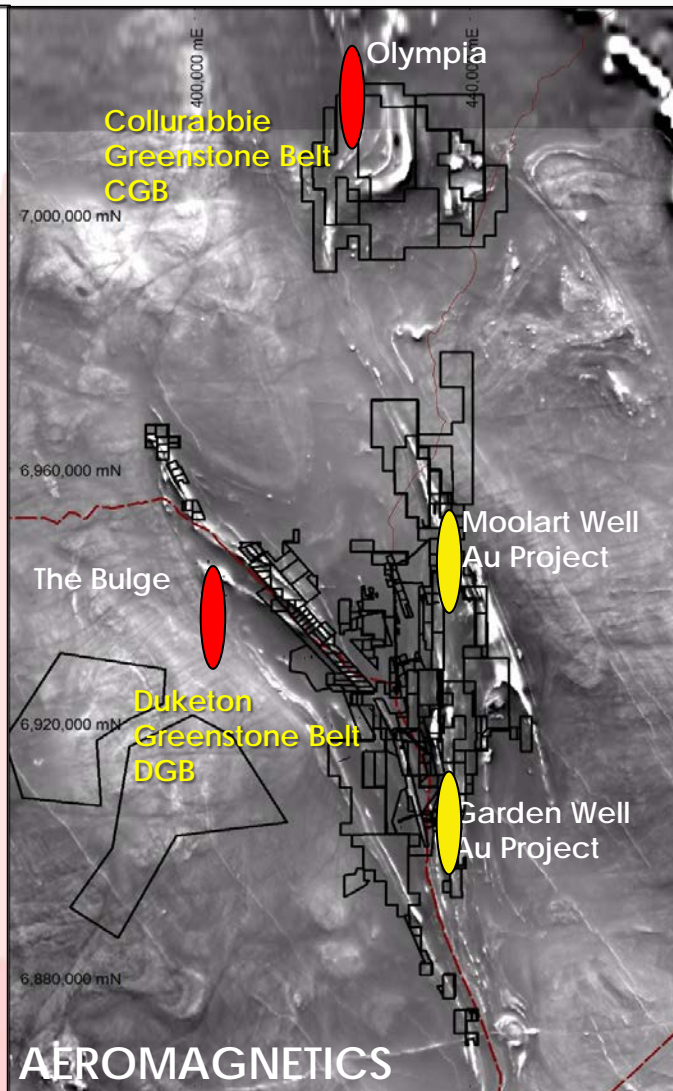 400,000 mE
440,000 mE
Olympia
Collurabbie
Greenstone Belt
CGB
7,000,000 mN
6,960,000 mN
Moolart Well
Au Project
The Bulge
Duketon
Greenstone Belt
DGB
6,920,000 mN
Garden Well
Au Project
6,880,000 mN
AEROMAGNETICS